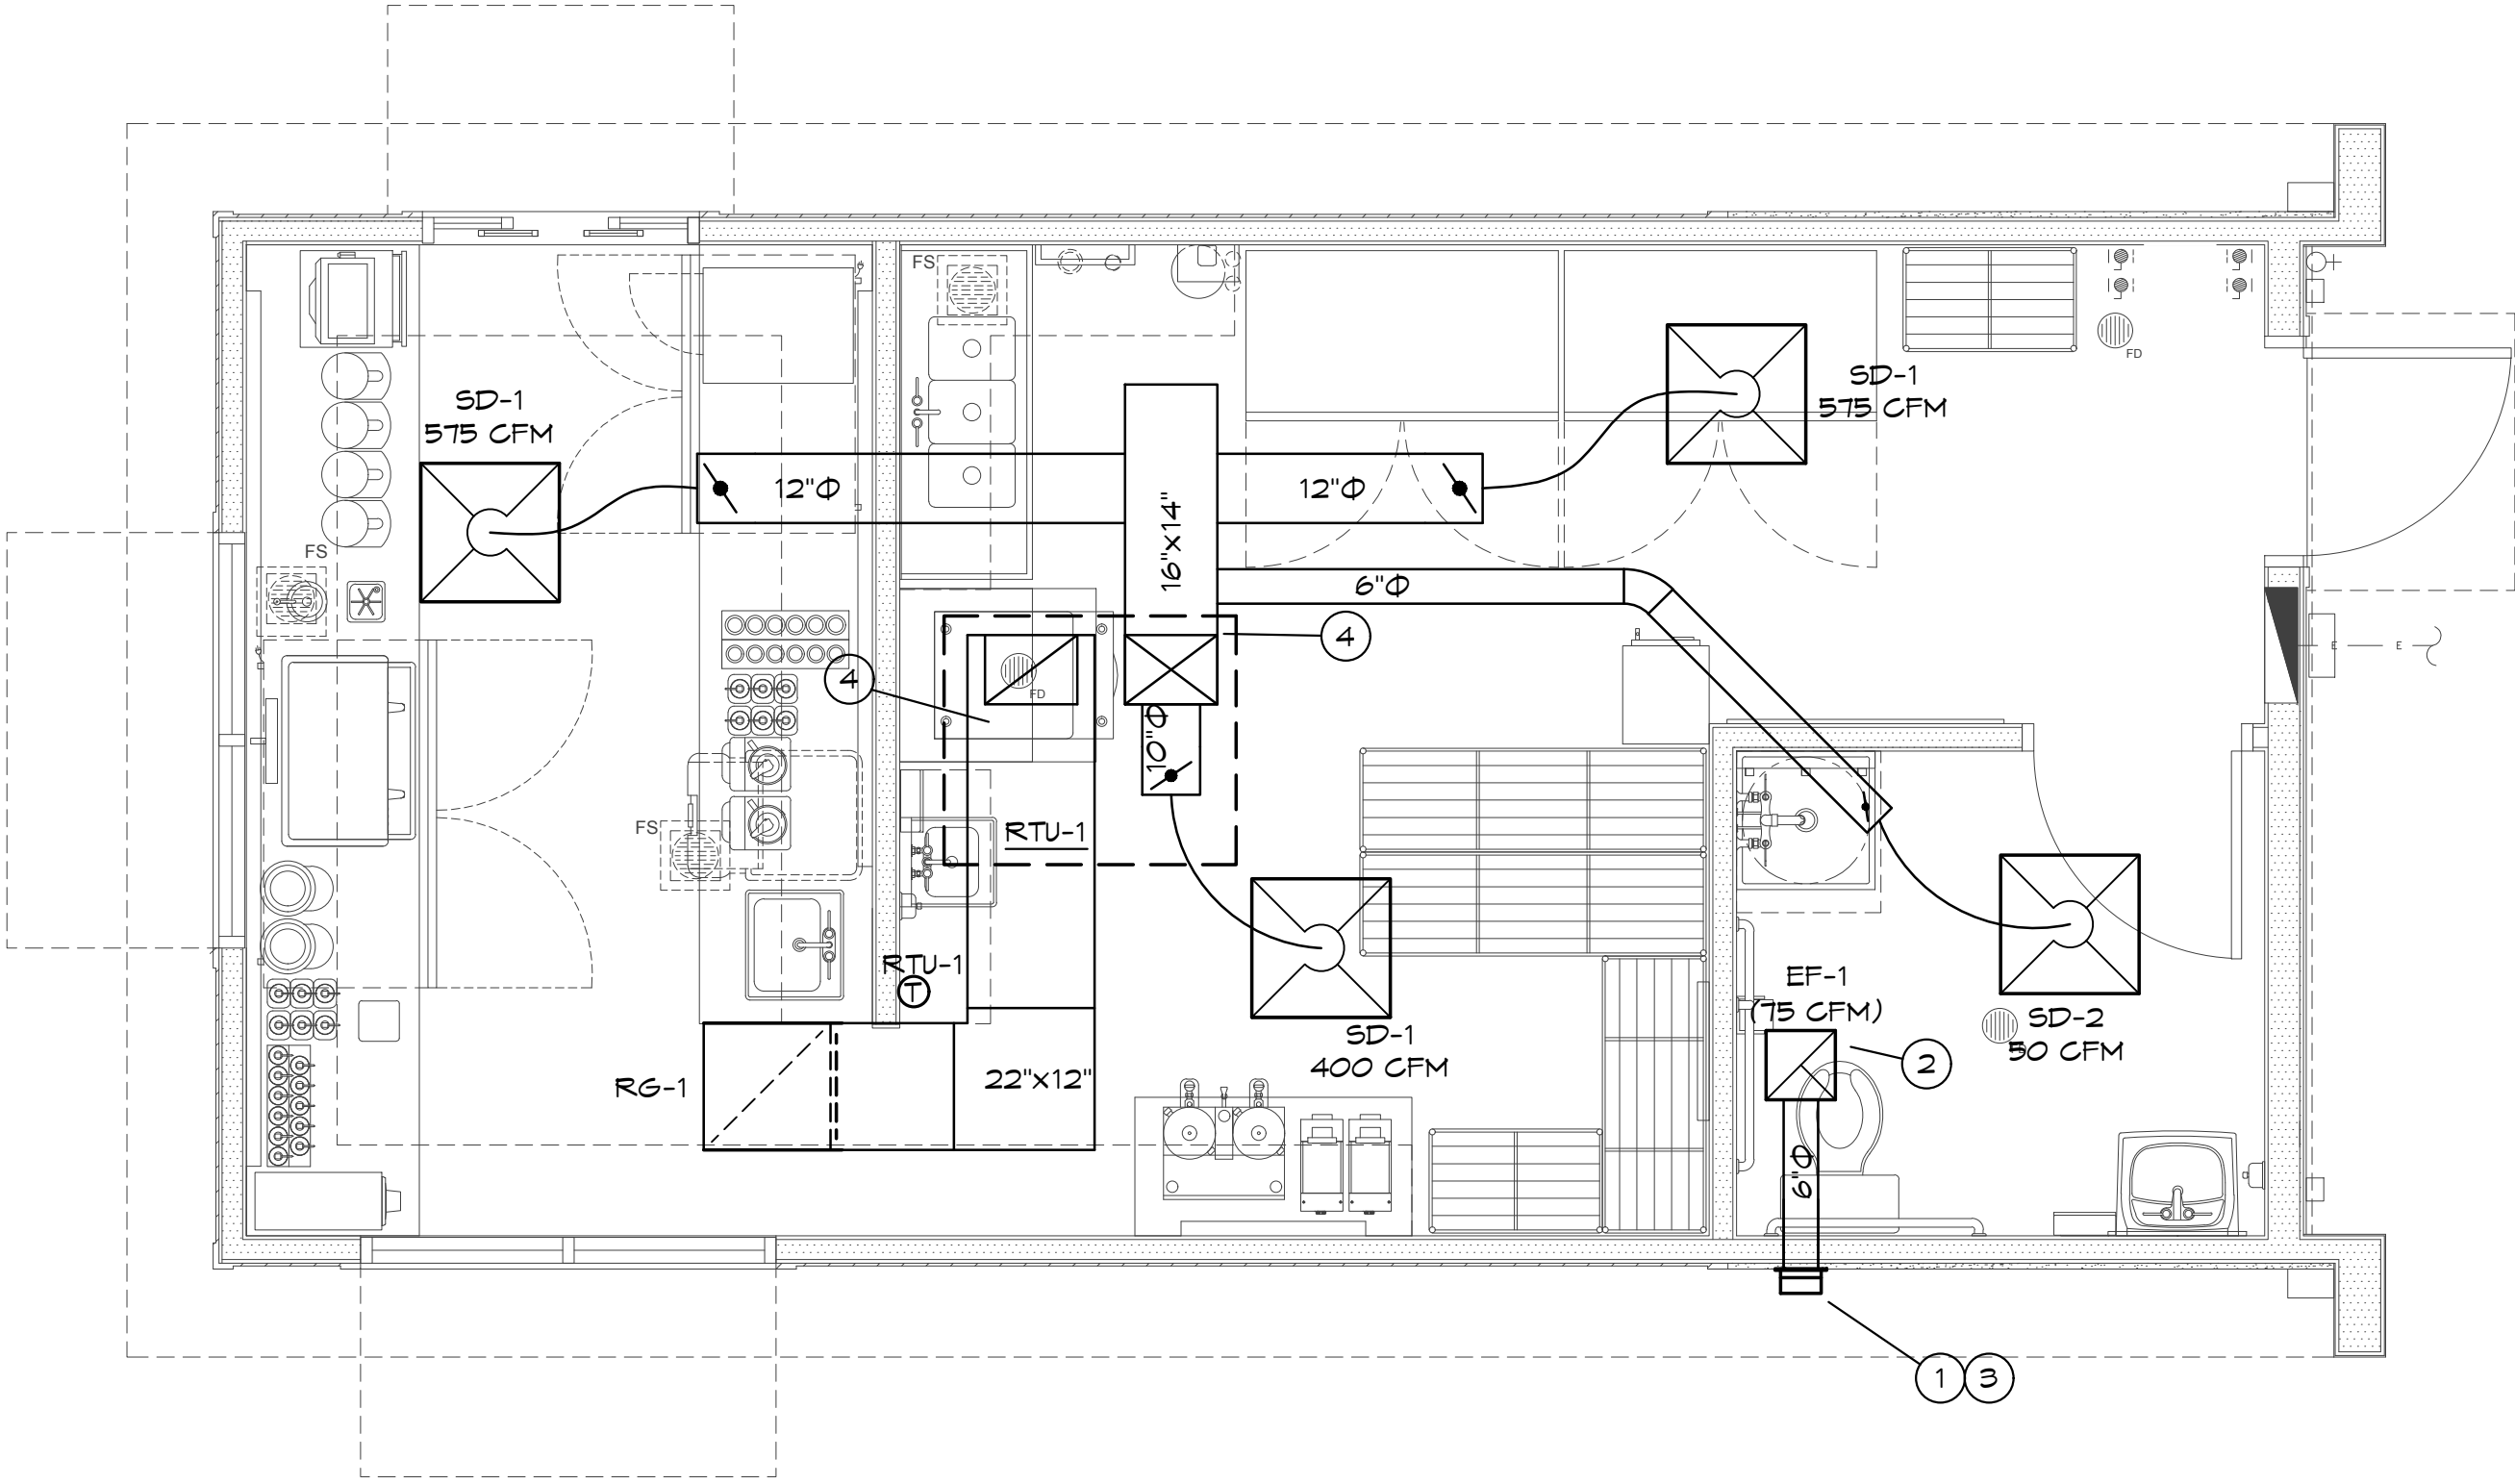 FS
FD
SD-1
575 CFM
SD-1
575 CFM
12"Φ
12"Φ
16"x14"
FS
6"Φ
4
4
FD
E
E
10"Φ
RTU-1
FS
RTU-1
T
EF-1
(75 CFM)
SD-2
50 CFM
SD-1
400 CFM
2
RG-1
22"x12"
6"Φ
1
3